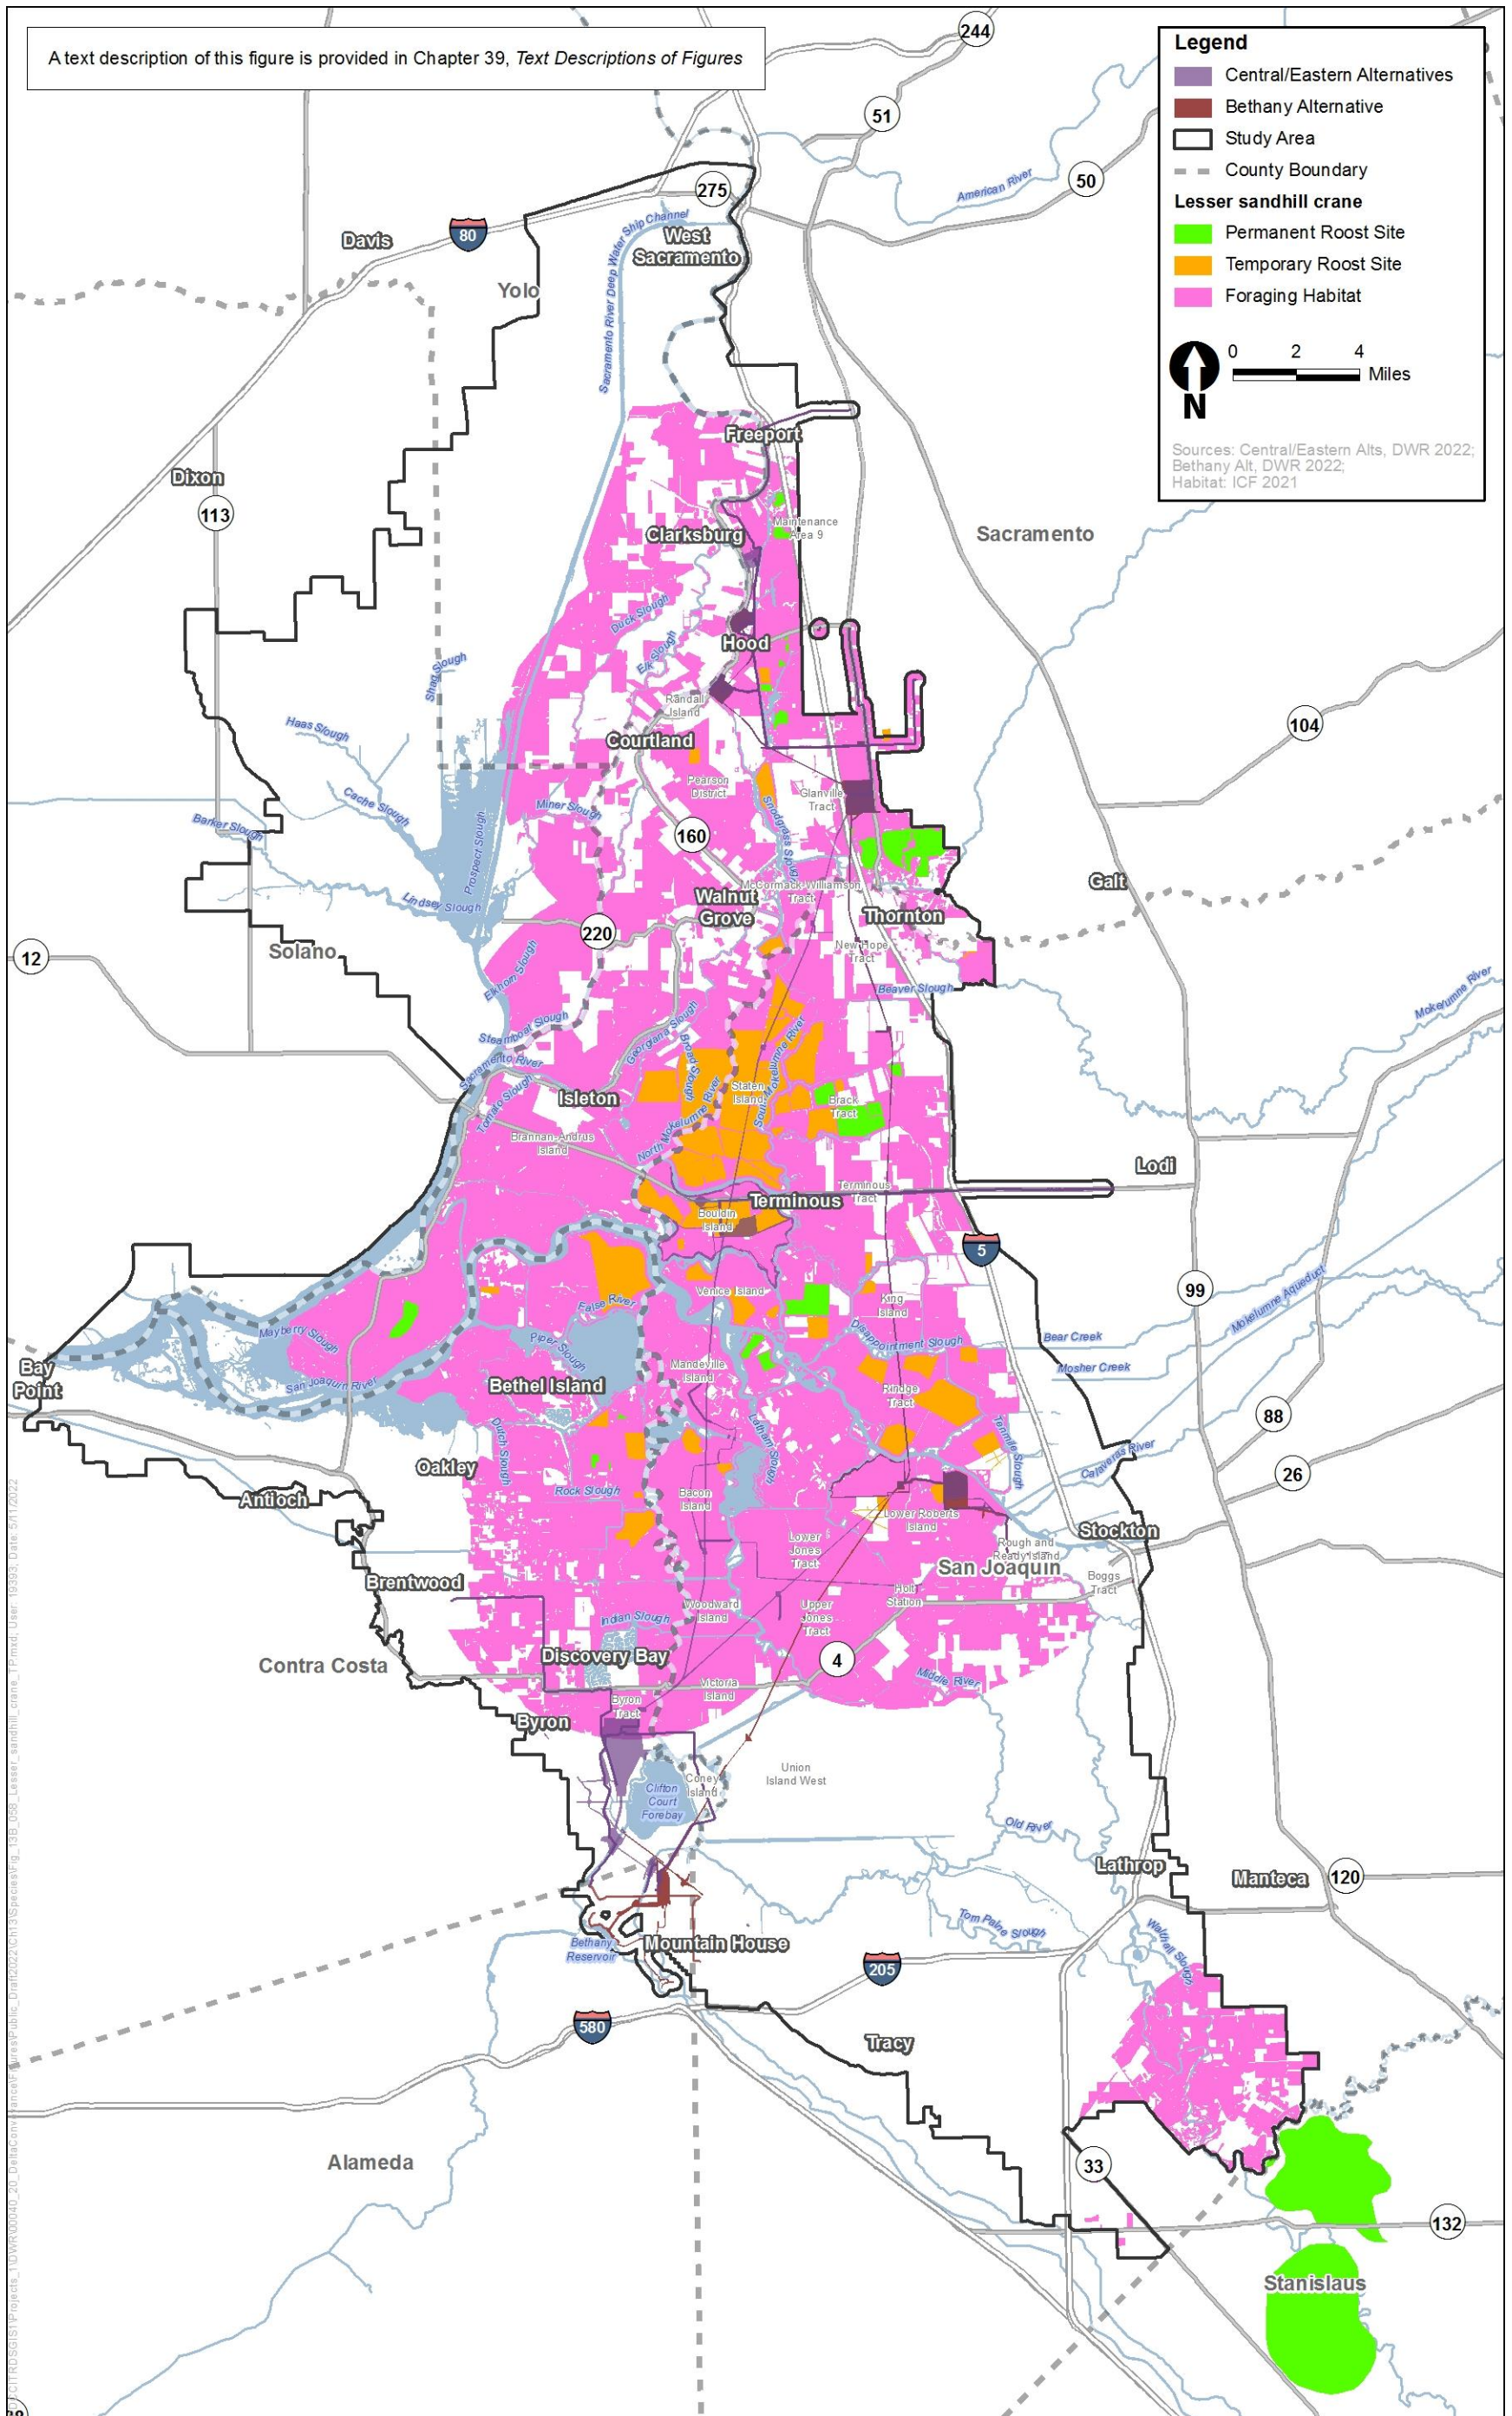 A text description of this figure is provided in Chapter 39, Text Descriptions of Figures
Legend
Central/Eastern Alternatives
Bethany Alternative
Study Area
County Boundary
Lesser sandhill crane
Permanent Roost Site
Temporary Roost Site
Foraging Habitat
0 2 4
Miles
N
Sources: Central/Eastern Alts, DWR 2022;
Bethany Alt, DWR 2022;
Habitat: ICF 2021
244
51
50
275
American River
80
Davis
Yolo
Sacramento River Deep Water Ship Channel
West
Sacramento
Freeport
Dixon
113
Clarksburg
Maintenance
Area 9
Sacramento
Duck Slough
Elk Slough
Hood
Shag Slough
Randall
Island
Haas Slough
Courtland
104
Pearson
District
Glanville
Tract
Cache Slough
Miner Slough
Snodgrass Slough
Barker Slough
Prospect Slough
160
Galt
McCormack-Williamson
Tract
Walnut
Grove
Lindsey Slough
Thornton
220
Solano
12
New Hope
Tract
Elkhorn Slough
Beaver Slough
Mokelumne River
Steamboat Slough
Georgiana Slough
Sacramento River
Broad Slough
Tomato Slough
Isleton
Staten
Island
South Mokelumne River
Brack
Tract
North Mokelumne River
Brannan-Andrus
Island
Lodi
Terminous
Terminous
Tract
Bouldin
Island
5
99
Venice Island
King
Island
False River
Mokelumne Aqueduct
Mayberry Slough
Piper Slough
Disappointment Slough
Bear Creek
Bay
Point
Mandeville
Island
Mosher Creek
San Joaquin River
Bethel Island
Rindge
Tract
88
Dutch Slough
Latham Slough
Tenmile Slough
Oakley
Calaveras River
26
Antioch
Rock Slough
Bacon
Island
Lower Roberts
Island
Stockton
Lower
Jones
Tract
Rough and
Ready Island
San Joaquin
Brentwood
Boggs
Tract
Holt
Station
Woodward
Island
Upper
Jones
Tract
Indian Slough
Contra Costa
Discovery Bay
4
Middle River
Victoria
Island
Byron
Tract
Byron
Union
Island West
Coney
Island
Clifton
Court
Forebay
Old River
Lathrop
Manteca
120
Tom Paine Slough
Walthall Slough
Bethany
Reservoir
Mountain House
205
580
Tracy
Alameda
33
132
Stanislaus